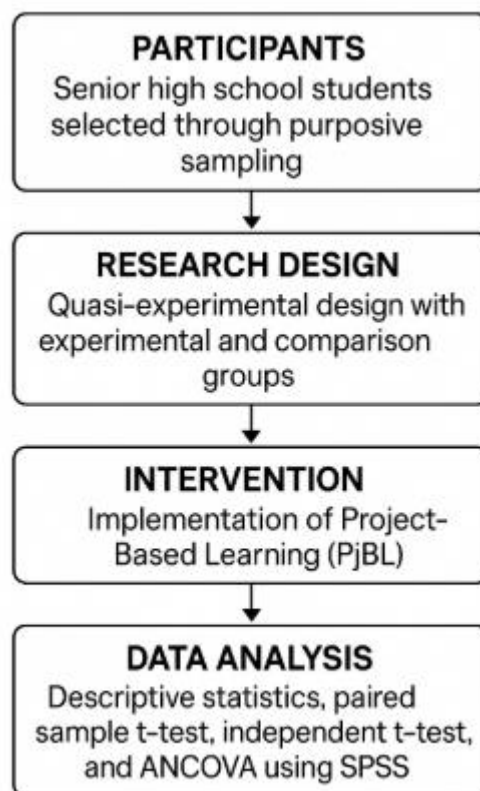 PARTICIPANTS
Senior high school students
selected through purposive
sampling
RESEARCH DESIGN
Quasi-experimental design with
experimental and comparison
groups
INTERVENTION
Implementation of Project-
Based Learning (PjBL)
DATA ANALYSIS
Descriptive statistics, paired
sample t-test, independent t-test,
and ANCOVA using SPSS